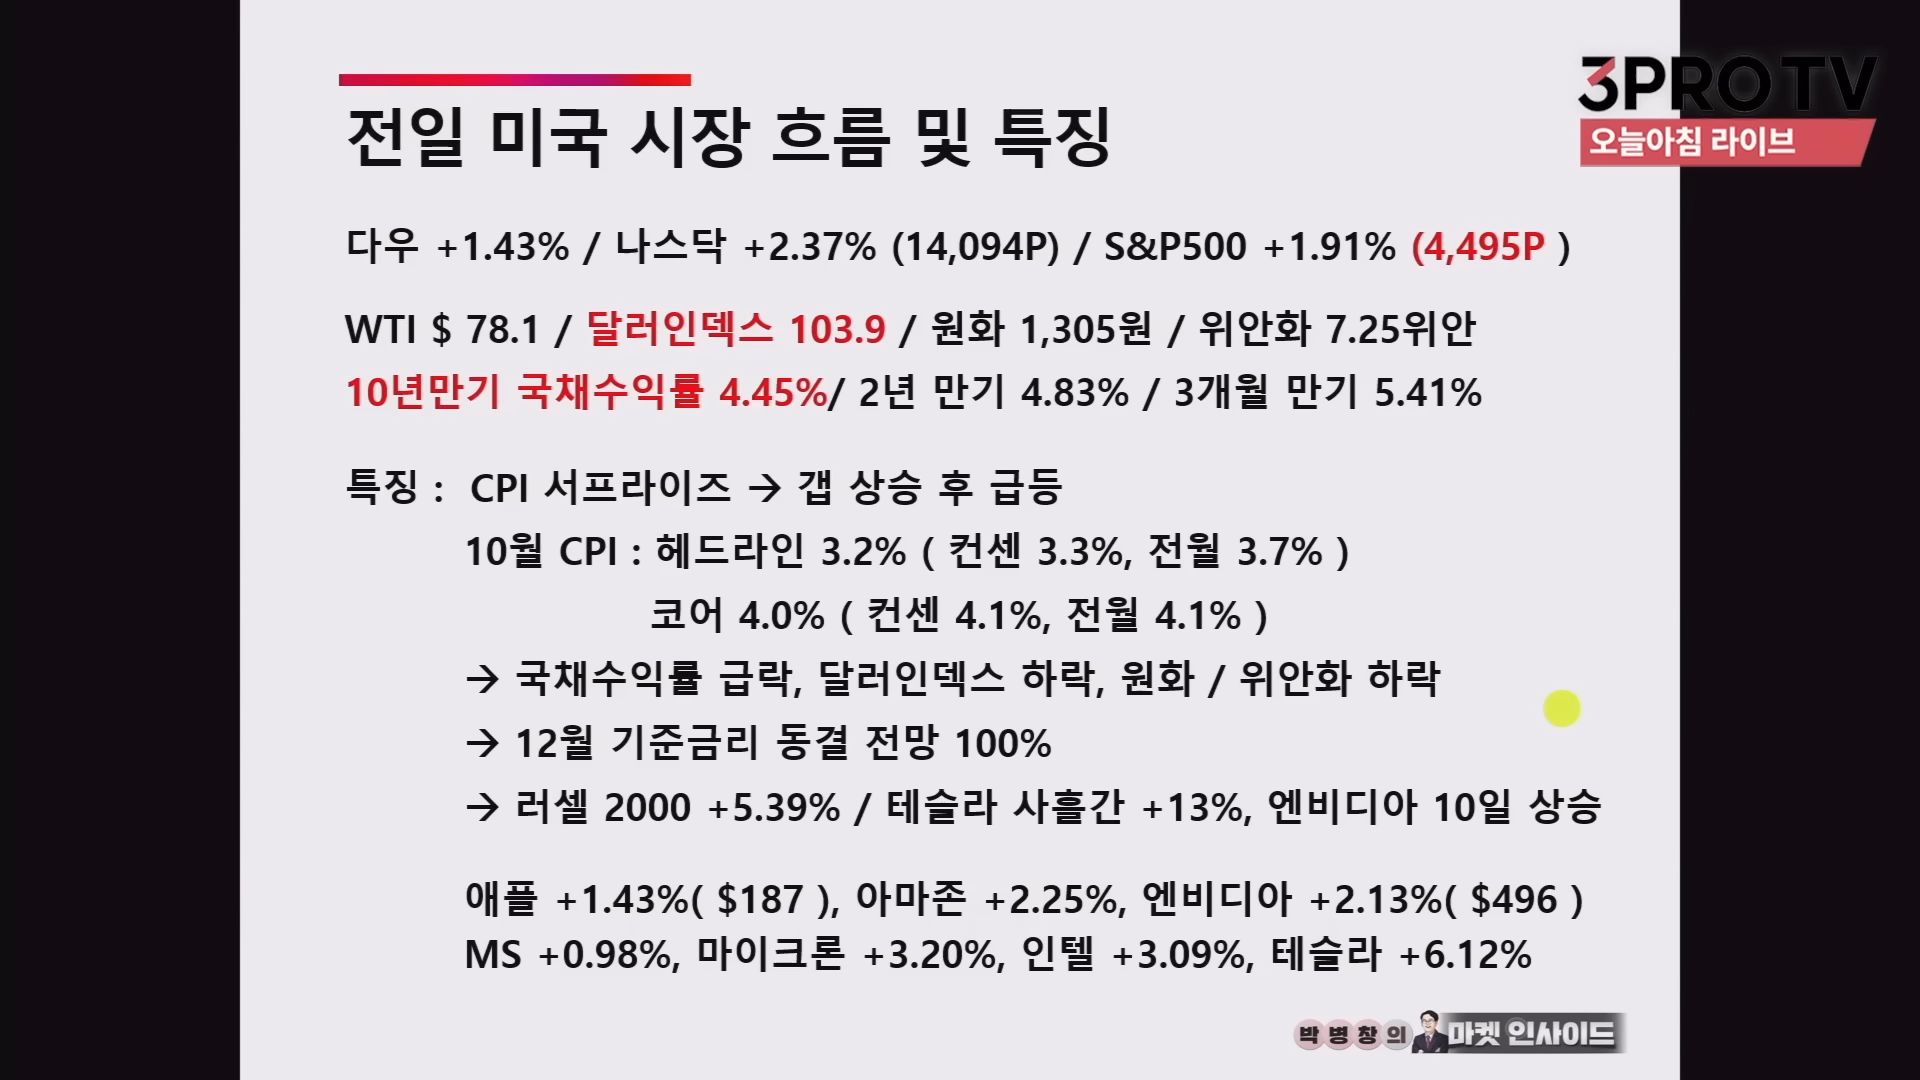 3PRO TV
오늘아침 라이브
전일 미국 시장 흐름 및 특징
다우 +1.43% / 나스닥 +2.37% (14,094P) / S&P500 +1.91% (4,495P )
WTI $ 78.1 / 달러인덱스 103.9 / 원화 1,305원 / 위안화 7.25위안
10년만기 국채수익률 4.45%/ 2년 만기 4.83% / 3개월 만기 5.41%
특징 : CPI 서프라이즈 → 갭 상승 후 급등
10월 CPI : 헤드라인 3.2% ( 컨센 3.3%, 전월 3.7% )
코어 4.0% ( 컨센 4.1%, 전월 4.1% )
→ 국채수익률 급락, 달러인덱스 하락, 원화 / 위안화 하락
→ 12월 기준금리 동결 전망 100%
→ 러셀 2000 +5.39% / 테슬라 사흘간 +13%, 엔비디아 10일 상승
애플 +1.43%( $187 ), 아마존 +2.25%, 엔비디아 +2.13%( $496 )
MS +0.98%, 마이크론 +3.20%, 인텔 +3.09%, 테슬라 +6.12%
박병창의 마켓 인사이드